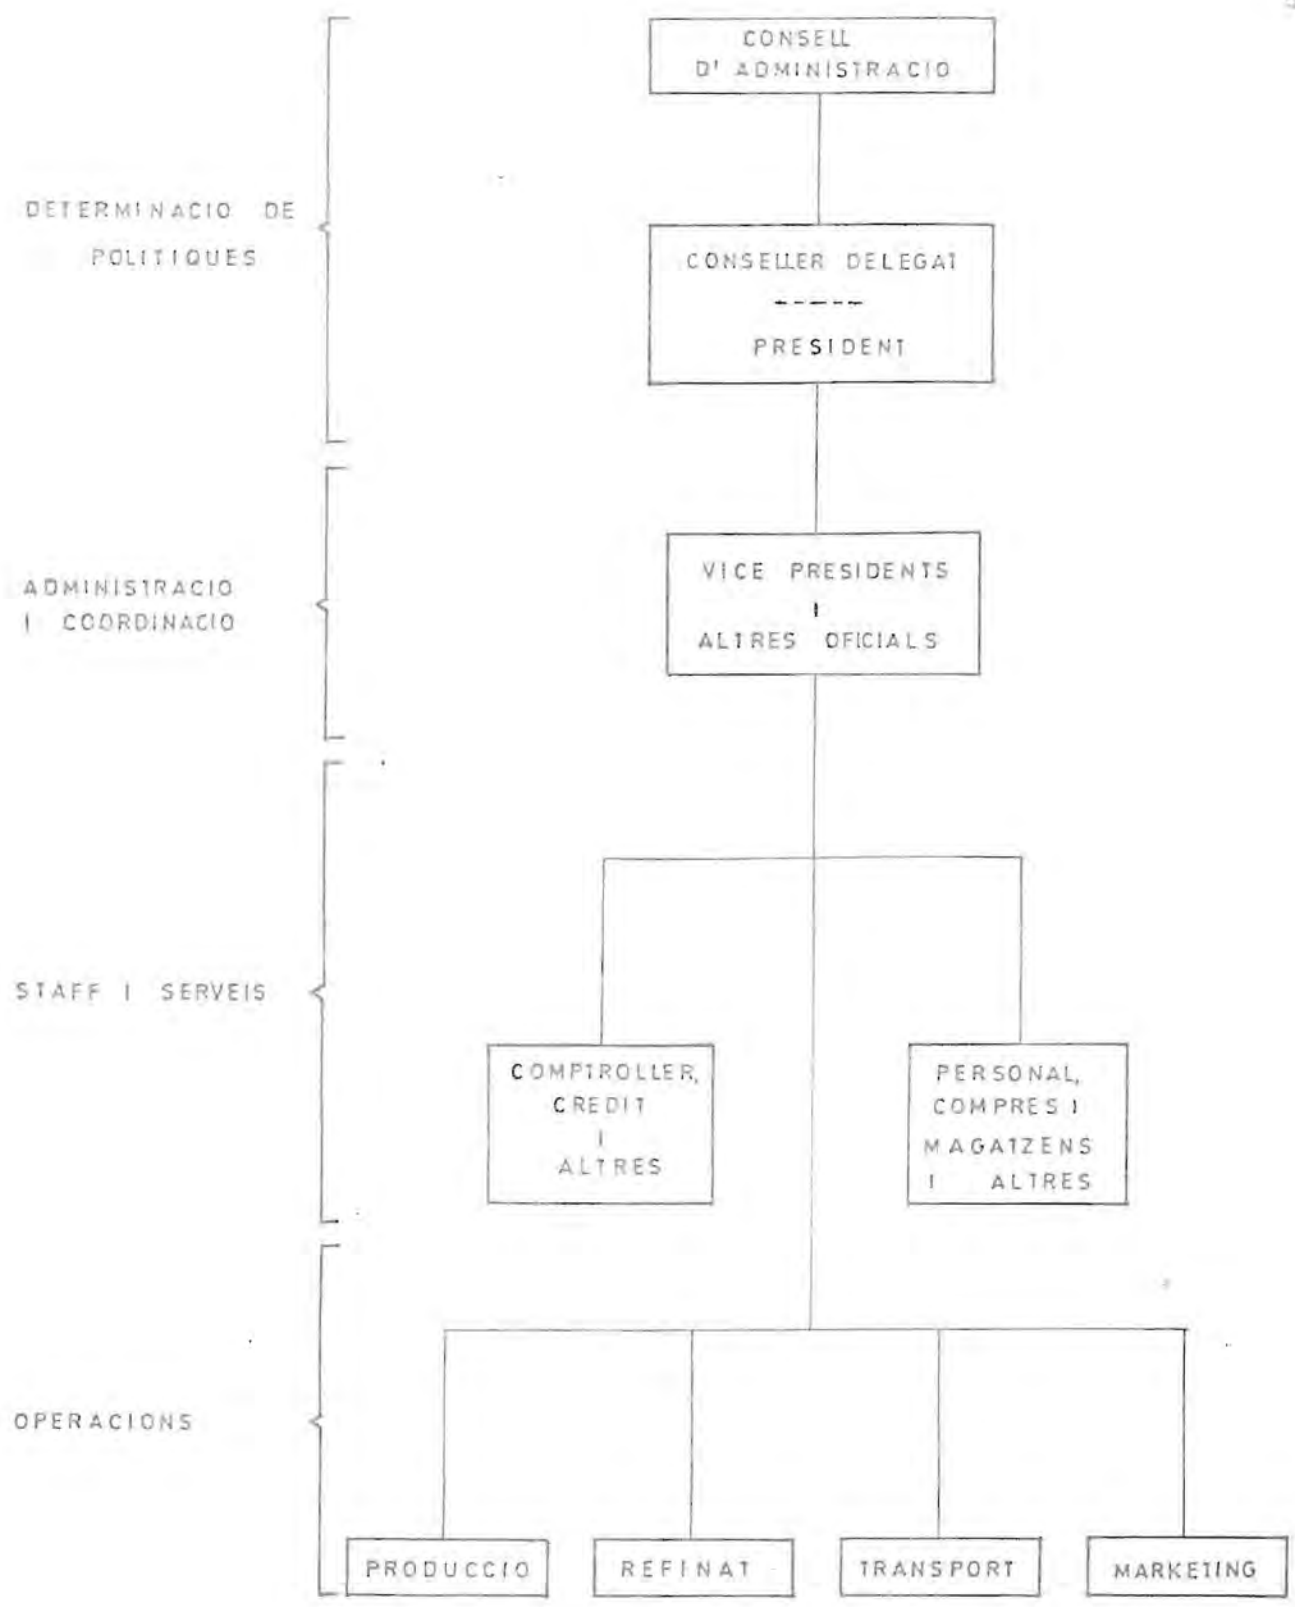 CONSELL
D'ADMINISTRACIO
DETERMINACIO DE
POLITIQUES
CONSELLER DELEGAT
PRESIDENT
ADMINISTRACIO
I COORDINACIO
VICE PRESIDENTS
I
ALTRES OFICIALS
STAFF I SERVEIS
COMPTROLLER,
CREDIT
I
ALTRES
PERSONAL,
COMPRES I
MAGATZENS
I ALTRES
OPERACIONS
PRODUCCIO
REFINAT
TRANSPORT
MARKETING